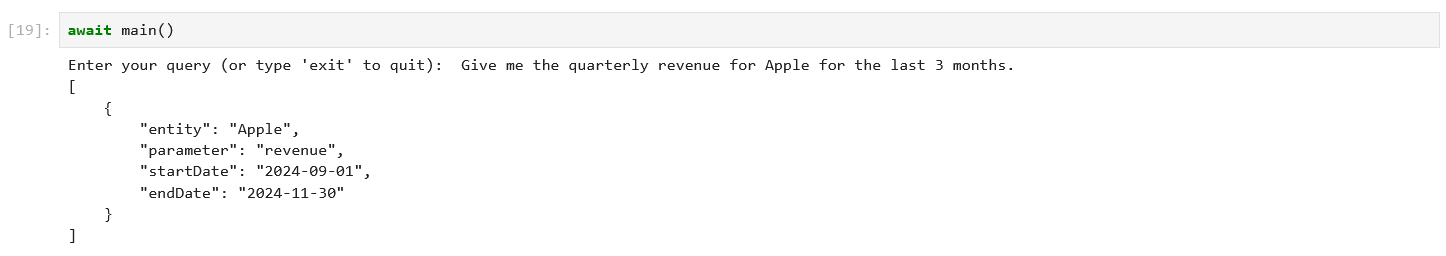 [19]: await main()
Enter your query (or type 'exit' to quit):  Give me the quarterly revenue for Apple for the last 3 months.
[
    {
        "entity": "Apple",
        "parameter": "revenue",
        "startDate": "2024-09-01",
        "endDate": "2024-11-30"
    }
]